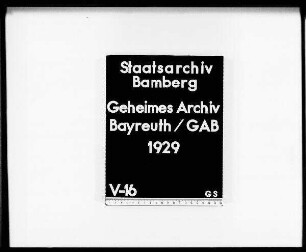 Staatsarchiv
Bamberg
Geheimes Archiv
Bayreuth / GAB
1929
V-16 GS